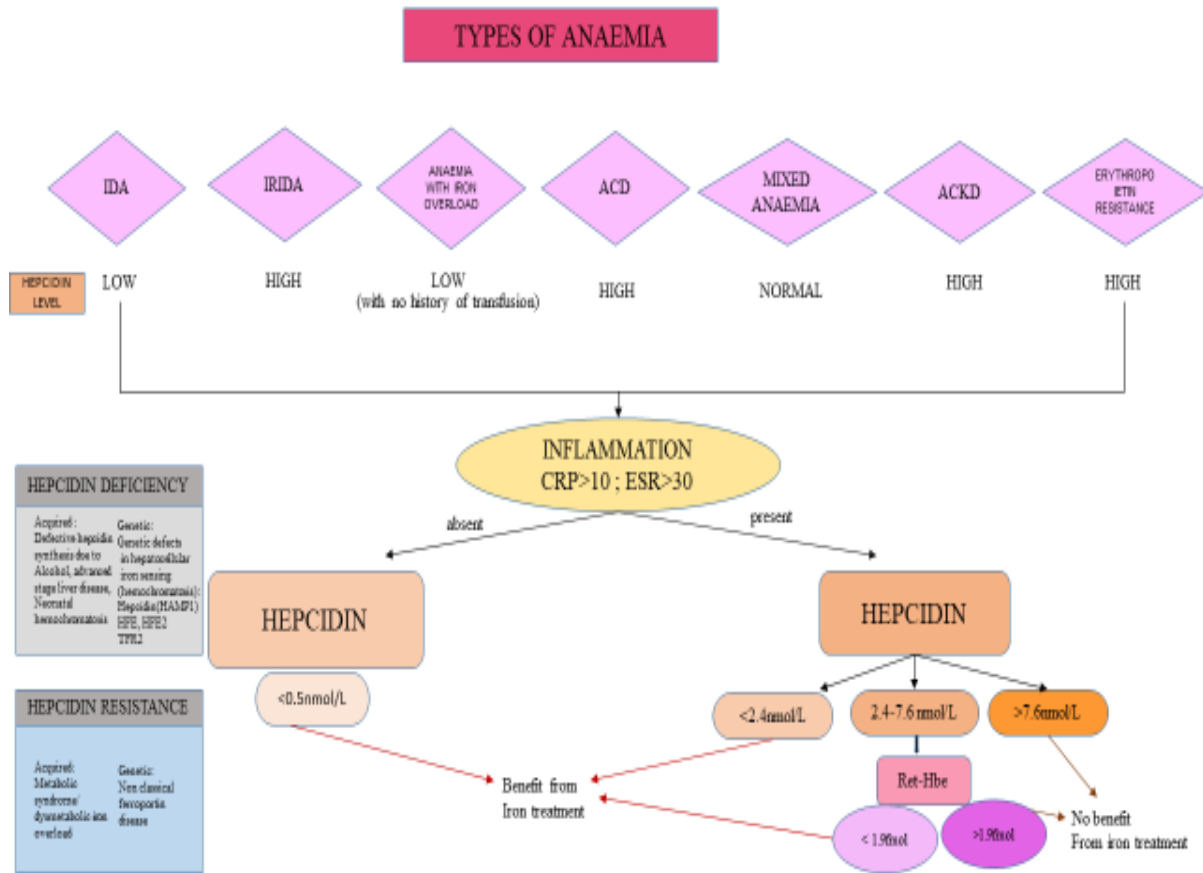 TYPES OF ANAEMIA
IDA
IRIDA
ANAEMIA
WITH IRON
OVERLOAD
ACD
MIXED
ANAEMIA
ACKD
ERYTHROPO
IETIN
RESISTANCE
HEPCIDIN
LEVEL
LOW
HIGH
LOW
(with no history of transfusion)
HIGH
NORMAL
HIGH
HIGH
INFLAMMATION
CRP>10 ; ESR>30
absent
present
HEPCIDIN DEFICIENCY
Acquired :
Defective hepcidin
synthesis due to
Alcohol, advanced
stage liver disease,
Neonatal
hemochromatosis
Genetic:
Genetic defects
in hepatocellular
iron sensing
(hemochromatosis):
Hepcidin(HAMP1)
HFE, HFE2
TFR2
HEPCIDIN
<0.5nmol/L
HEPCIDIN
<2.4nmol/L
2.4-7.6 nmol/L
>7.6nmol/L
HEPCIDIN RESISTANCE
Acquired:
Metabolic
syndrome/
dysmetabolic iron
overload
Genetic:
Non classical
ferroportin
disease
Benefit from
Iron treatment
Ret-Hbe
< 1.9fmol
>1.9fmol
No benefit
From iron treatment